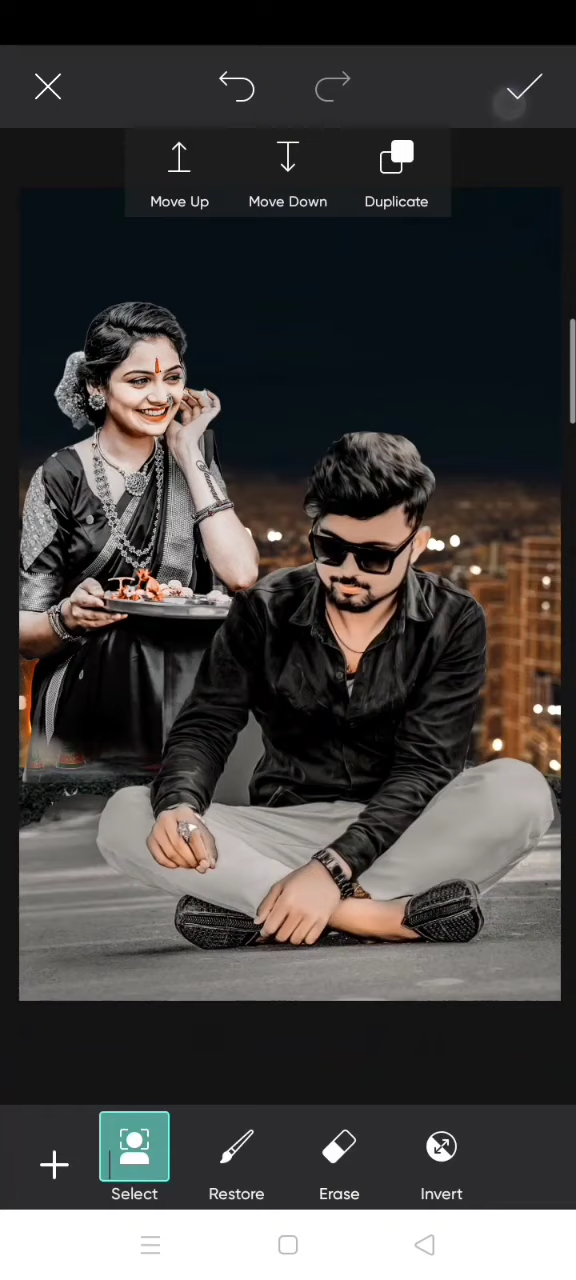 Move Up
Move Down
Duplicate
Select
Restore
Erase
Invert